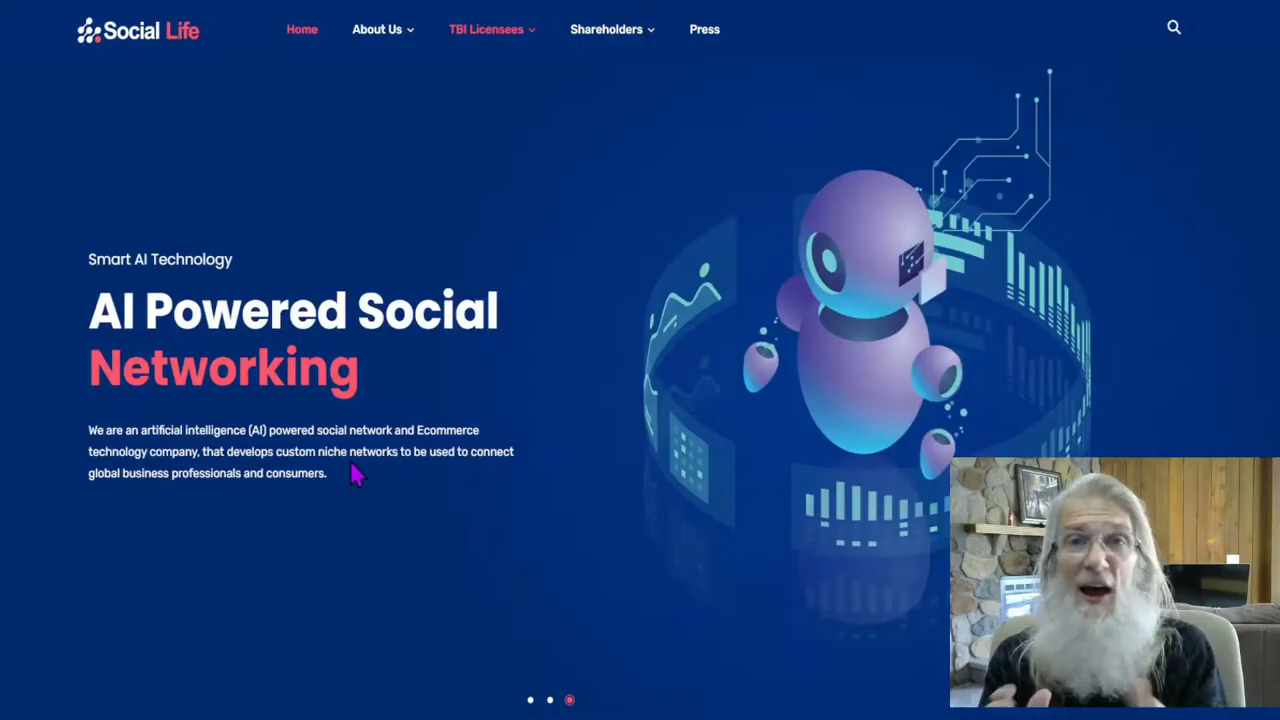 Social Life
Home
About Us
TBI Licensees
Shareholders
Press
Smart AI Technology
AI Powered Social
Networking
We are an artificial intelligence (AI) powered social network and Ecommerce
technology company, that develops custom niche networks to be used to connect
global business professionals and consumers.